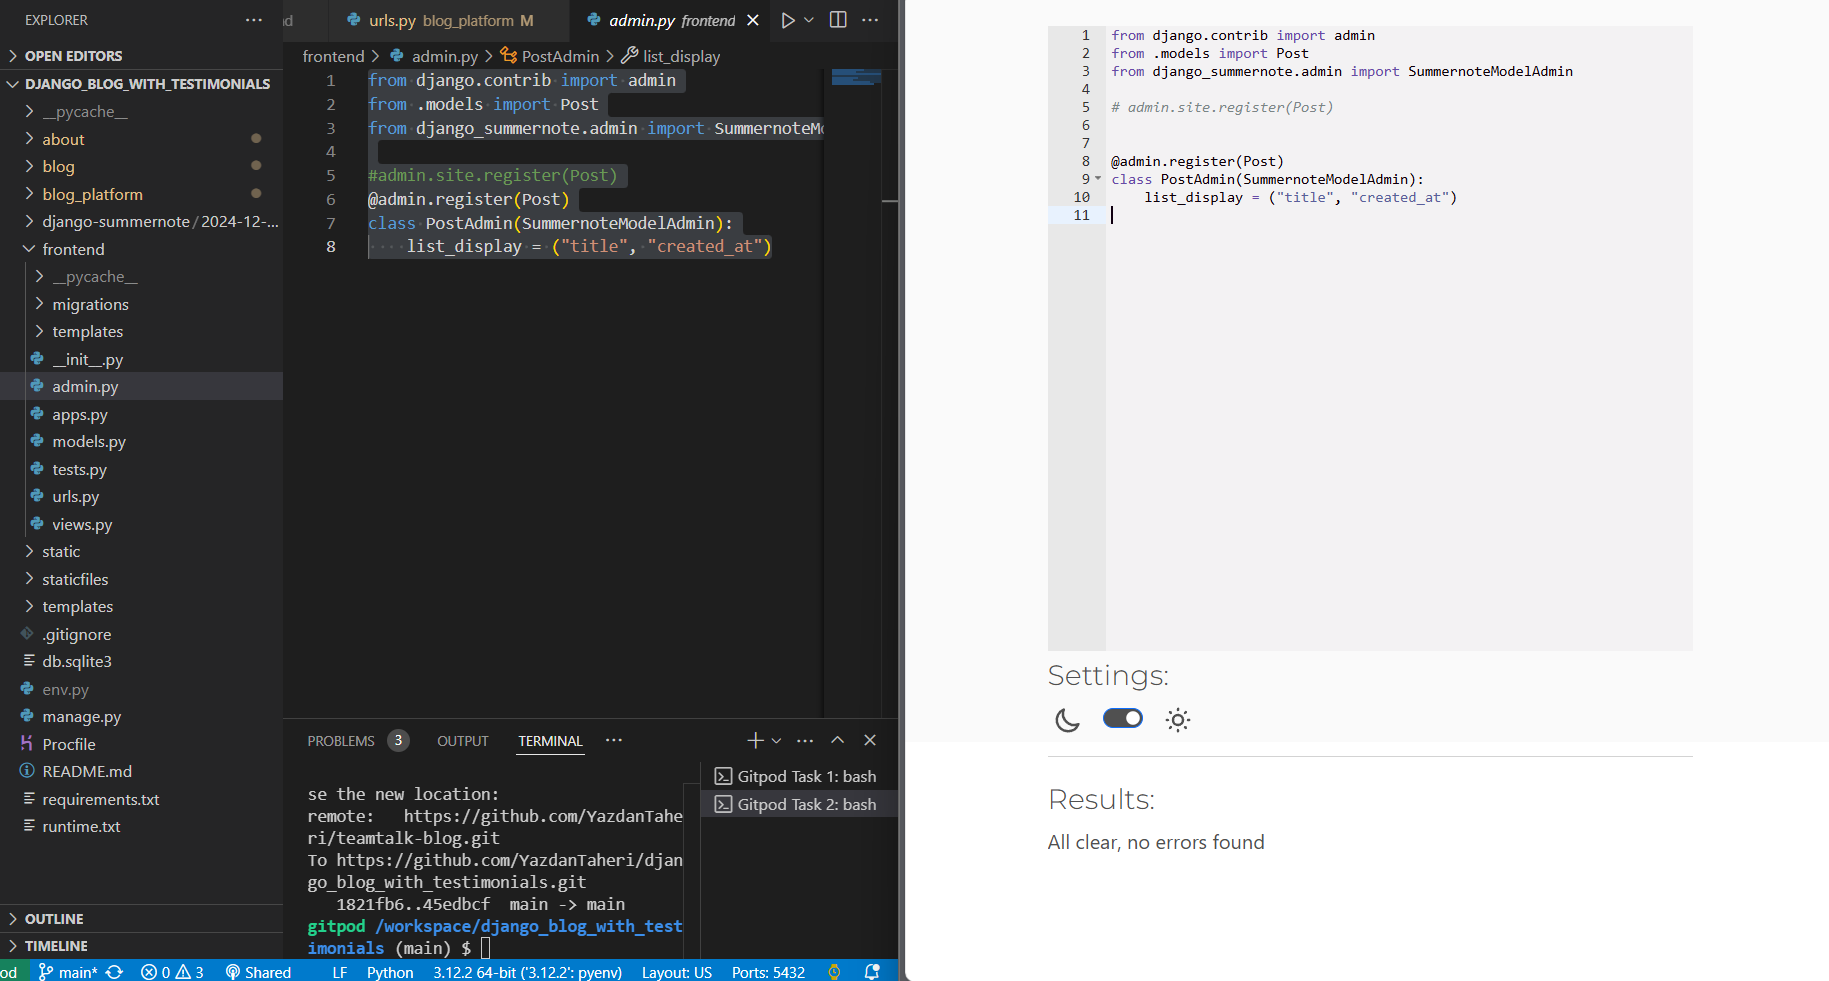 EXPLORER
OPEN EDITORS
DJANGO_BLOG_WITH_TESTIMONIALS
__pycache__
about
blog
blog_platform
django-summernote/2024-12-...
frontend
__pycache__
migrations
templates
__init__.py
admin.py
apps.py
models.py
tests.py
urls.py
views.py
static
staticfiles
templates
.gitignore
db.sqlite3
env.py
manage.py
Procfile
README.md
requirements.txt
runtime.txt
OUTLINE
TIMELINE
urls.py blog_platform M
admin.py frontend
frontend > admin.py > PostAdmin > list_display
1 from django.contrib import admin
2 from .models import Post
3 from django_summernote.admin import SummernoteMo
4
5 #admin.site.register(Post)
6 @admin.register(Post)
7 class PostAdmin(SummernoteModelAdmin):
8 ····list_display = ("title", "created_at")
PROBLEMS 3 OUTPUT TERMINAL ···
se the new location:
remote:   https://github.com/YazdanTahe
ri/teamtalk-blog.git
To https://github.com/YazdanTaheri/djan
go_blog_with_testimonials.git
   1821fb6..45edbcf  main -> main
gitpod /workspace/django_blog_with_test
imonials (main) $
Gitpod Task 1: bash
Gitpod Task 2: bash
od main* 0 3 Shared LF Python 3.12.2 64-bit ('3.12.2': pyenv) Layout: US Ports: 5432
1 from django.contrib import admin
2 from .models import Post
3 from django_summernote.admin import SummernoteModelAdmin
4
5 # admin.site.register(Post)
6
7
8 @admin.register(Post)
9 class PostAdmin(SummernoteModelAdmin):
10     list_display = ("title", "created_at")
11
Settings:
Results:
All clear, no errors found